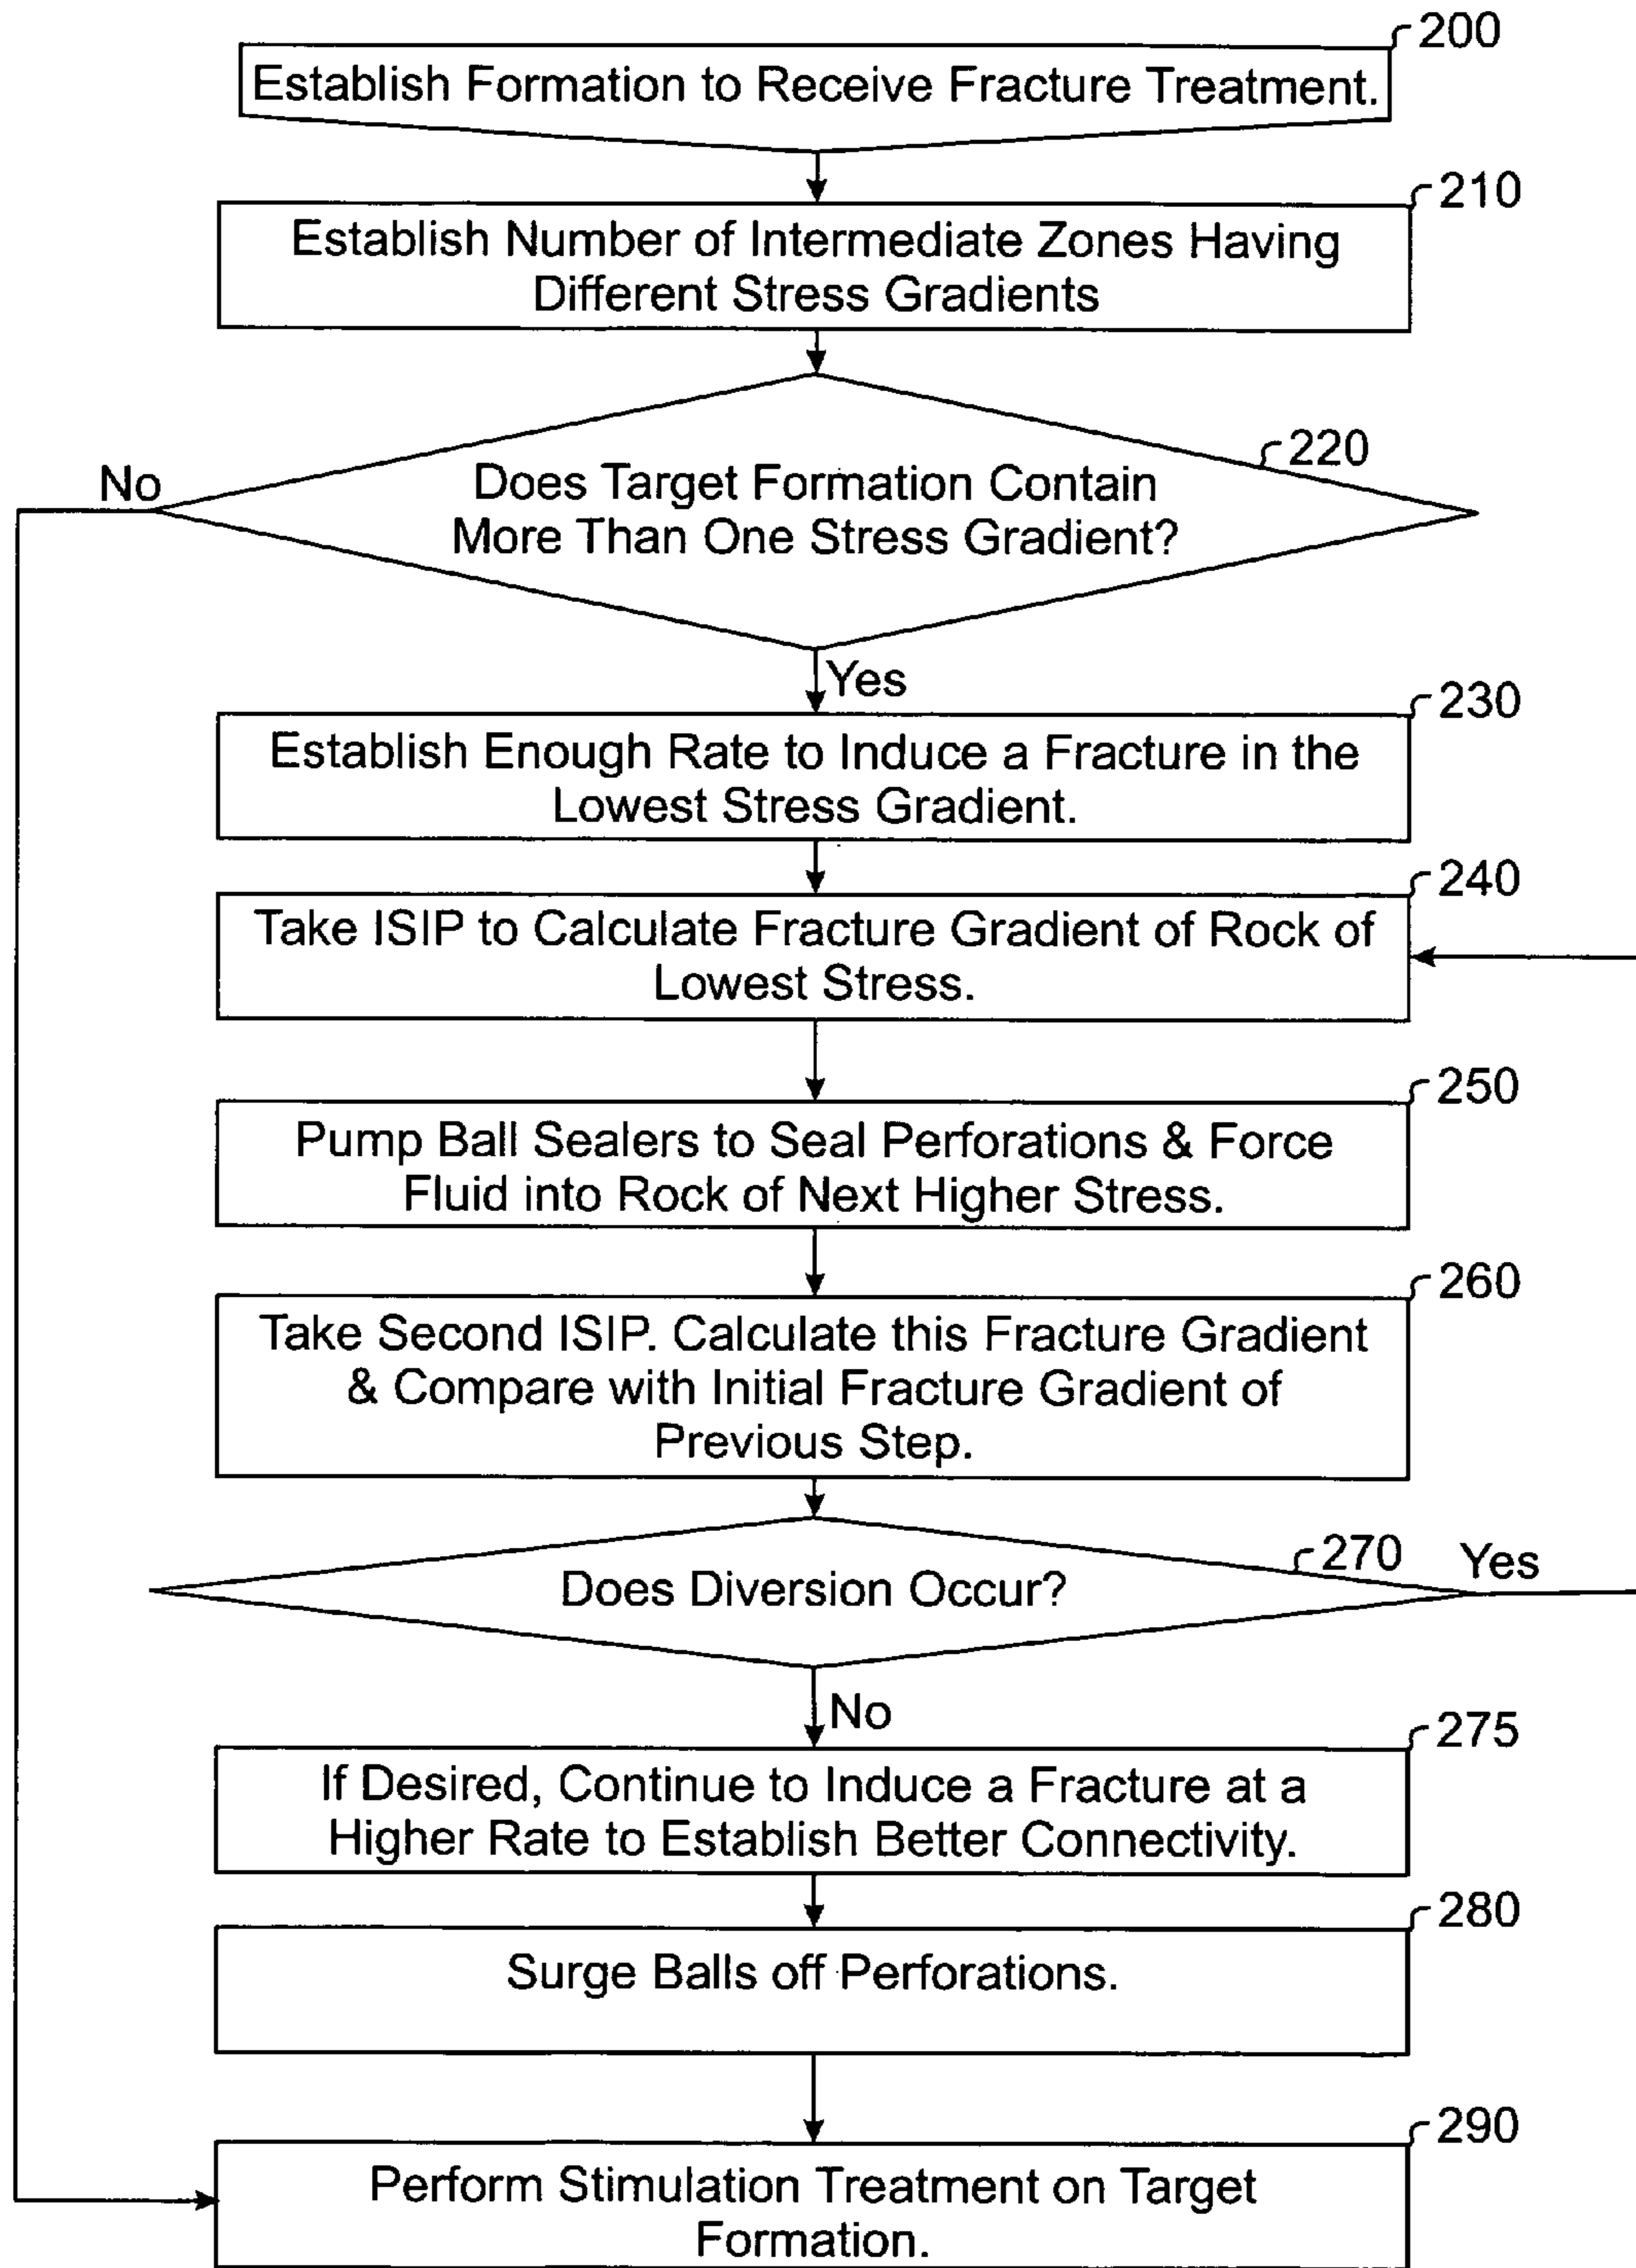 200
Establish Formation to Receive Fracture Treatment.
210
Establish Number of Intermediate Zones Having
Different Stress Gradients
220
No
Does Target Formation Contain
More Than One Stress Gradient?
Yes
230
Establish Enough Rate to Induce a Fracture in the
Lowest Stress Gradient.
240
Take ISIP to Calculate Fracture Gradient of Rock of
Lowest Stress.
250
Pump Ball Sealers to Seal Perforations & Force
Fluid into Rock of Next Higher Stress.
260
Take Second ISIP. Calculate this Fracture Gradient
& Compare with Initial Fracture Gradient of
Previous Step.
270
Yes
Does Diversion Occur?
No
275
If Desired, Continue to Induce a Fracture at a
Higher Rate to Establish Better Connectivity.
280
Surge Balls off Perforations.
290
Perform Stimulation Treatment on Target
Formation.